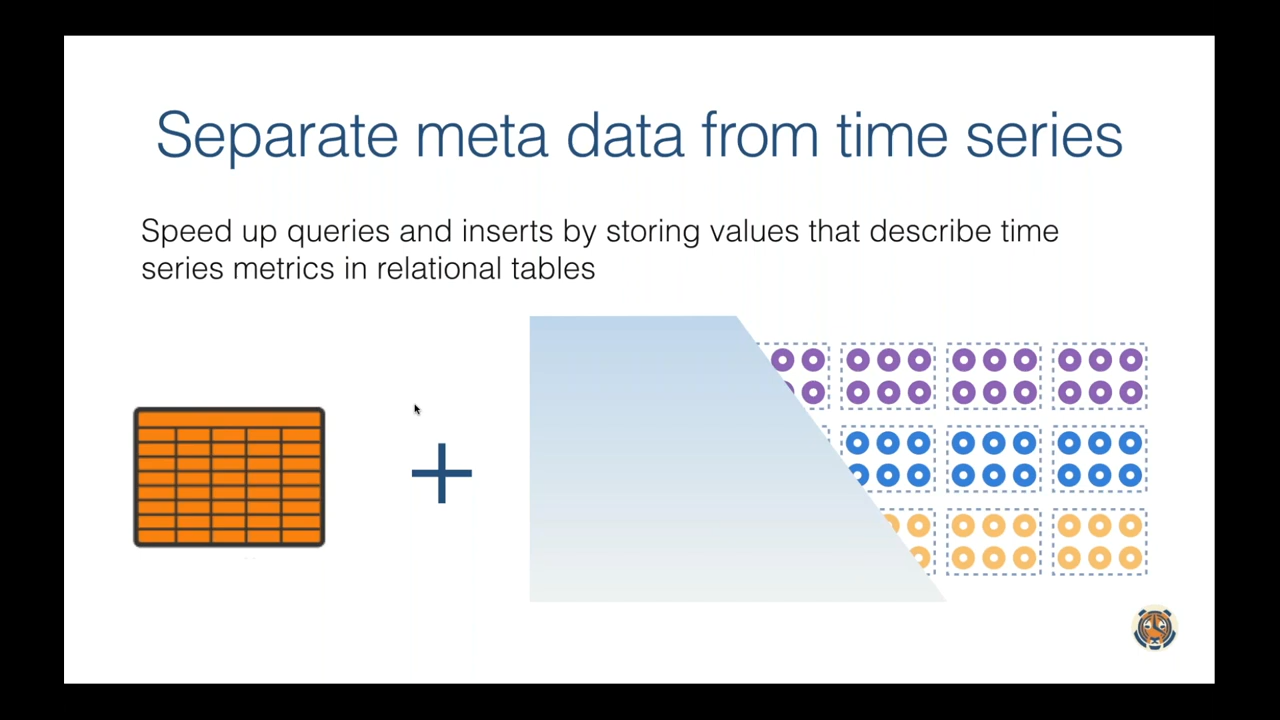 Separate meta data from time series
Speed up queries and inserts by storing values that describe time
series metrics in relational tables